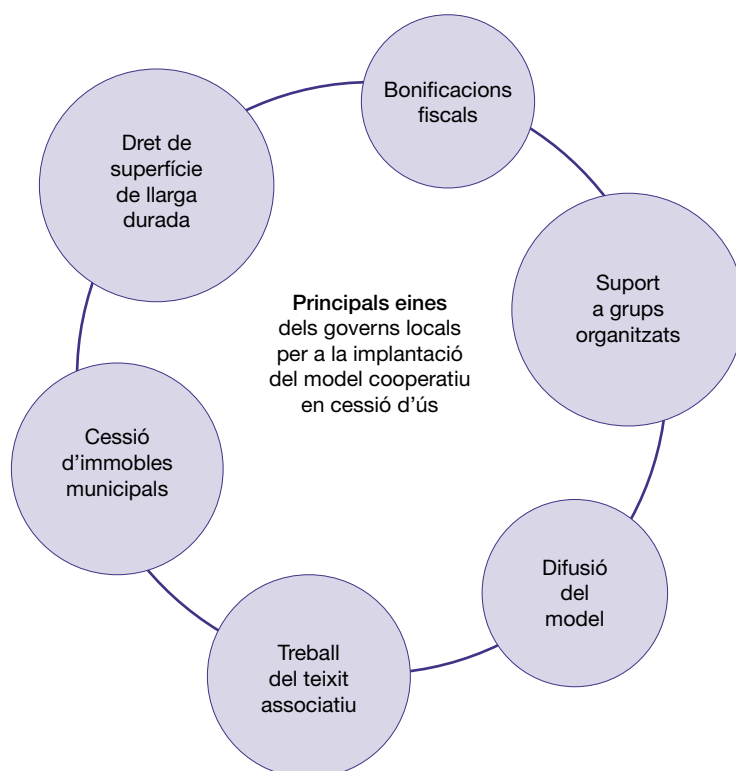 Bonificacions
fiscals
Dret de
superfície
de llarga
durada
Suport
a grups
organitzats
Principals eines
dels governs locals
per a la implantació
del model cooperatiu
en cessió d'ús
Cessió
d'immobles
municipals
Difusió
del
model
Treball
del teixit
associatiu